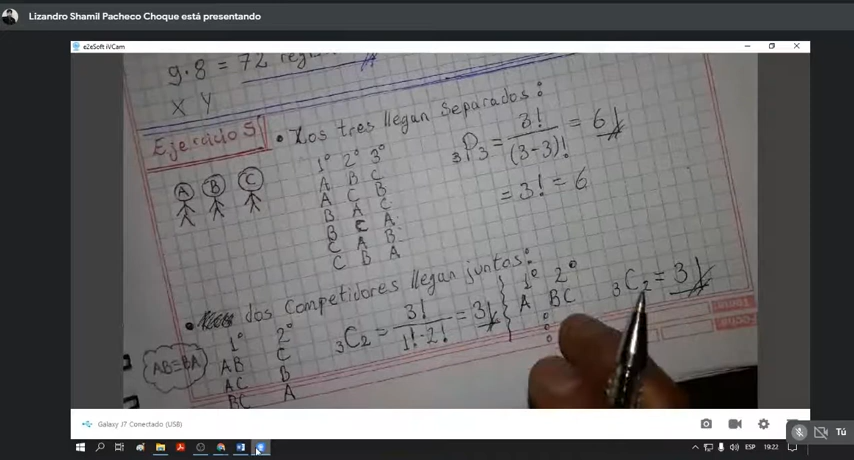 Lizandro Shamil Pacheco Choque está presentando
e2eSoft iVCam
9.8 = 72
X Y
Ejercicio 5
• Los tres llegan separados:
1° 2° 3°
A B C
A C B
B A C
B C A
C A B
C B A
A B C
₃P₃ = 3! / (3-3)! = 6
= 3! = 6
• dos Competidores llegan juntos:
1° 2°
AB C
AC B
BC A
AB=BA
₃C₂ = 3! / 1!·2! = 3
1° 2°
A BC
₃C₂ = 3
Galaxy J7 Conectado (USB)
Tú
ESP
19:22